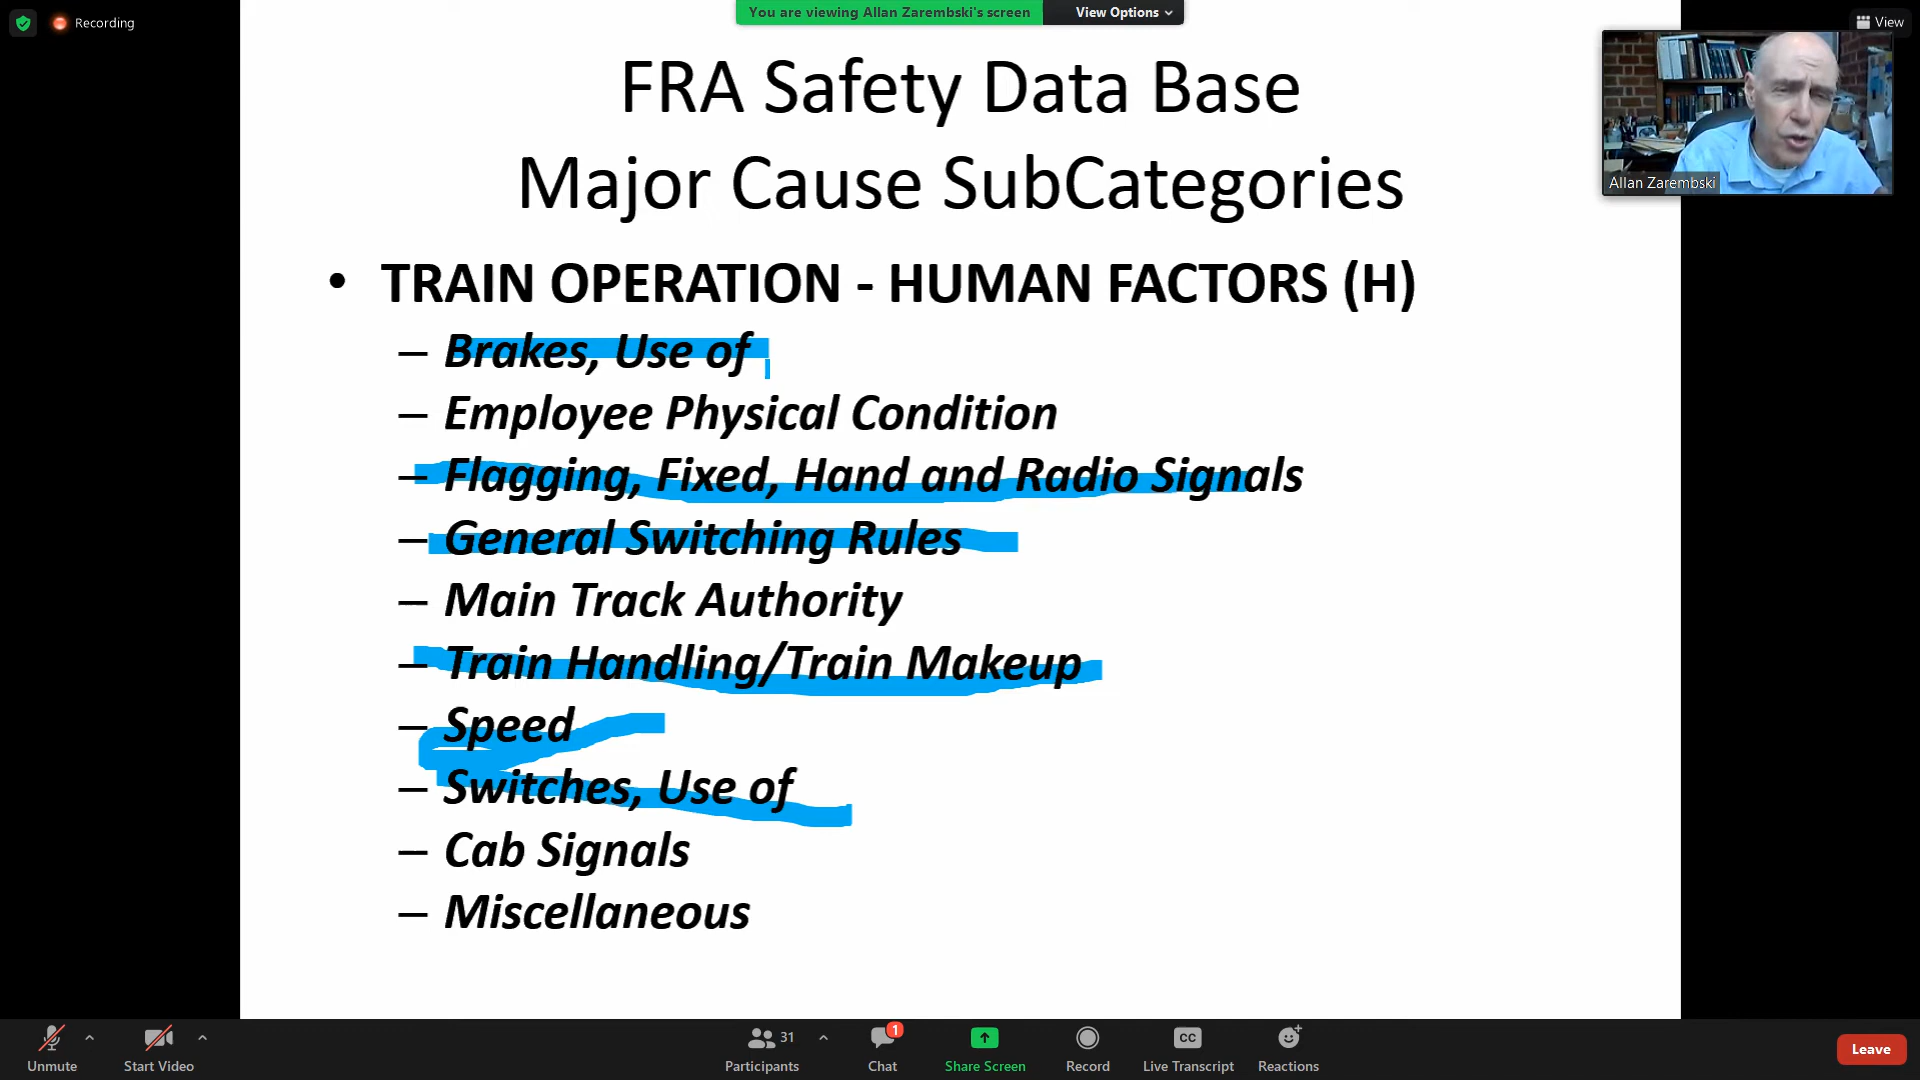 Recording
You are viewing Allan Zarembski's screen
View Options
View
FRA Safety Data Base
Major Cause SubCategories
Allan Zarembski
• TRAIN OPERATION - HUMAN FACTORS (H)
– Brakes, Use of
– Employee Physical Condition
– Flagging, Fixed, Hand and Radio Signals
– General Switching Rules
– Main Track Authority
– Train Handling/Train Makeup
– Speed
– Switches, Use of
– Cab Signals
– Miscellaneous
Unmute
Start Video
31
Participants
1
Chat
Share Screen
Record
CC
Live Transcript
Reactions
Leave